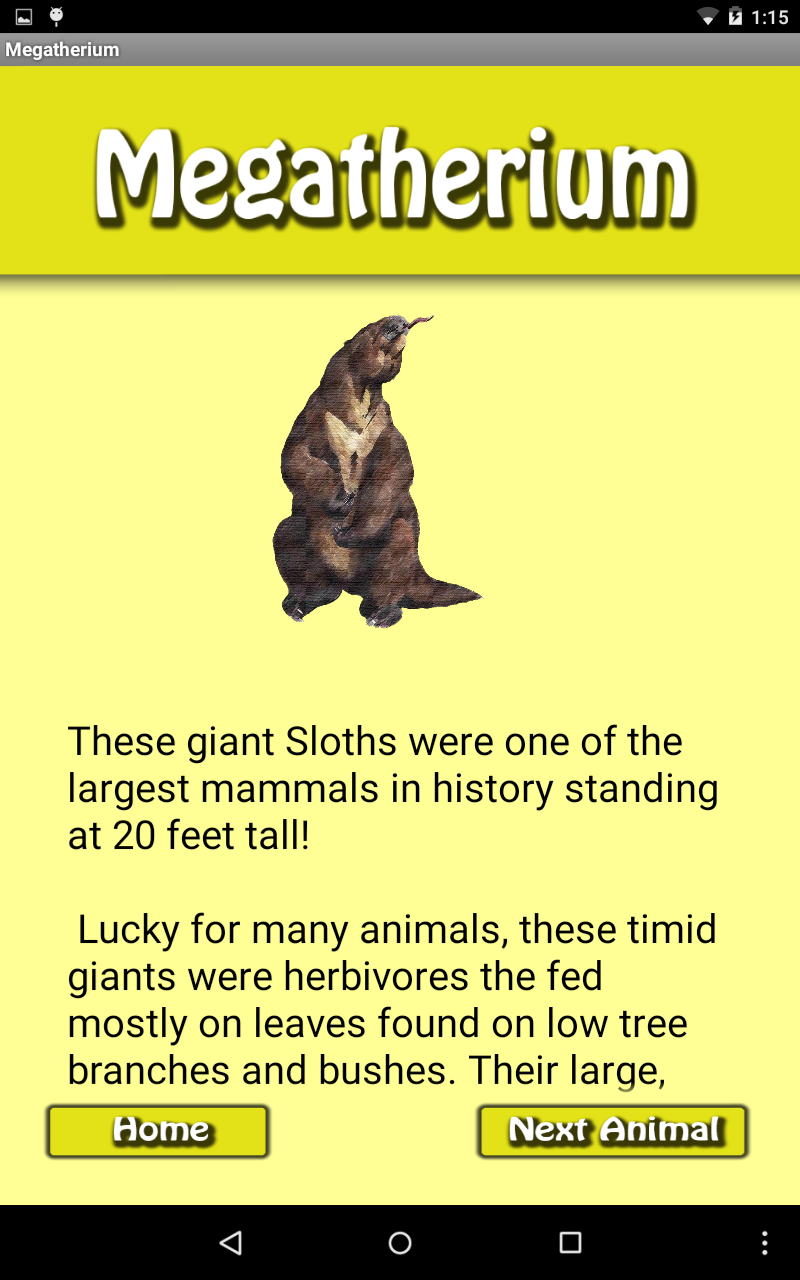 1:15
Megatherium
Megatherium
These giant Sloths were one of the
largest mammals in history standing
at 20 feet tall!
Lucky for many animals, these timid
giants were herbivores the fed
mostly on leaves found on low tree
branches and bushes. Their large,
Home
Next Animal